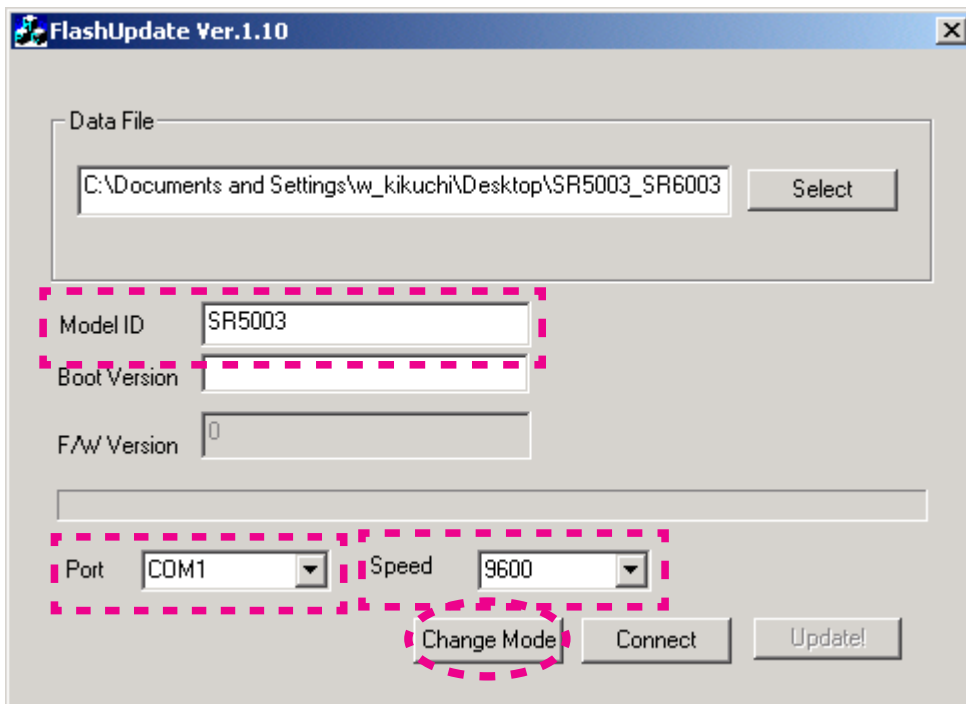 FlashUpdate Ver.1.10
Data File
C:\Documents and Settings\w_kikuchi\Desktop\SR5003_SR6003
Select
Model ID SR5003
Boot Version
F/W Version 0
Port COM1 Speed 9600
Change Mode Connect Update!